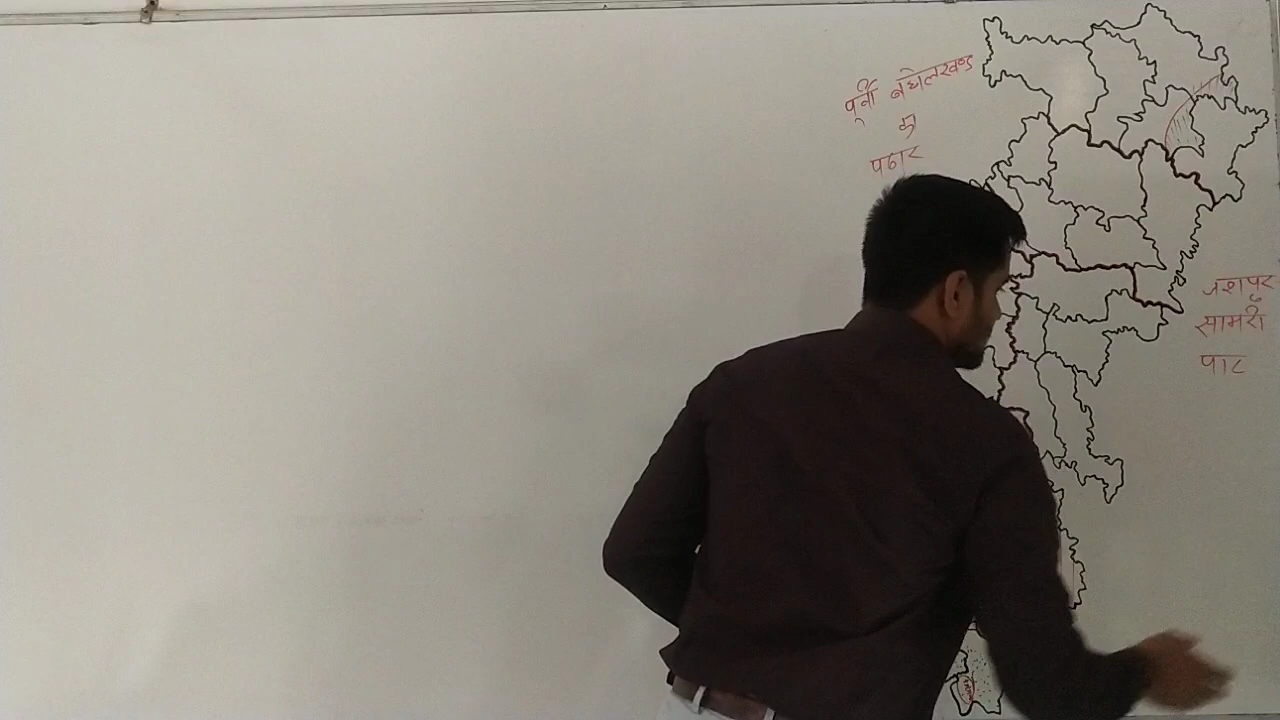 पूर्वी बघेलखण्ड
का
पठार
जशपुर
सामरी
पाट